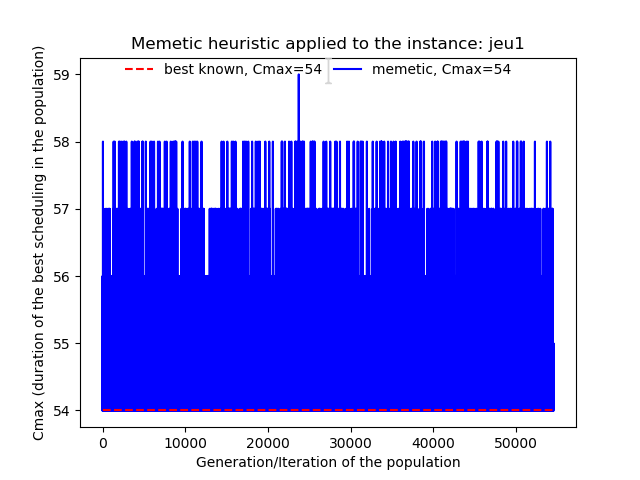 Memetic heuristic applied to the instance: jeu1
best known, Cmax=54 memetic, Cmax=54
59
58
57
56
55
54
Cmax (duration of the best scheduling in the population)
0 10000 20000 30000 40000 50000
Generation/Iteration of the population